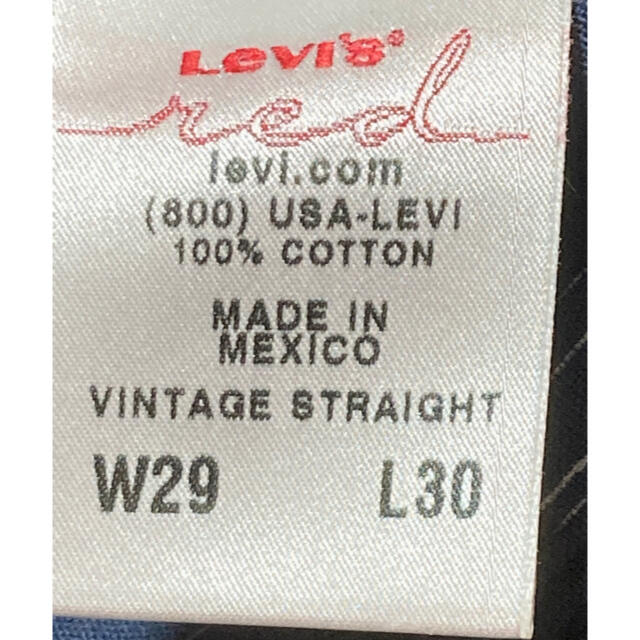 Levi's®
red
levi.com
(800) USA-LEVI
100% COTTON
MADE IN
MEXICO
VINTAGE STRAIGHT
W29 L30